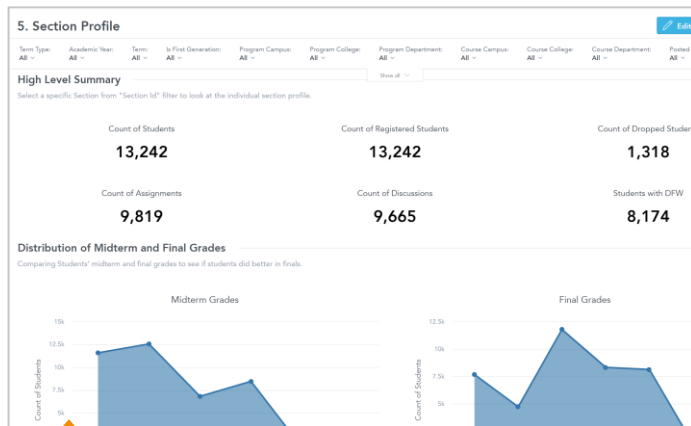 5. Section Profile
Edit
Term Type: Academic Year: Term: Is First Generation: Program Campus: Program College: Program Department: Course Campus: Course College: Course Department: Posted
All All All All All All All All All All All
Show all
High Level Summary
Select a specific Section from "Section Id" filter to look at the individual section profile.
Count of Students Count of Registered Students Count of Dropped Studen
13,242 13,242 1,318
Count of Assignments Count of Discussions Students with DFW
9,819 9,665 8,174
Distribution of Midterm and Final Grades
Comparing Students' midterm and final grades to see if students did better in finals.
Midterm Grades Final Grades
15k 12.5k
12.5k
10k 10k
7.5k 7.5k
5k 5k
Count of Students Count of Students